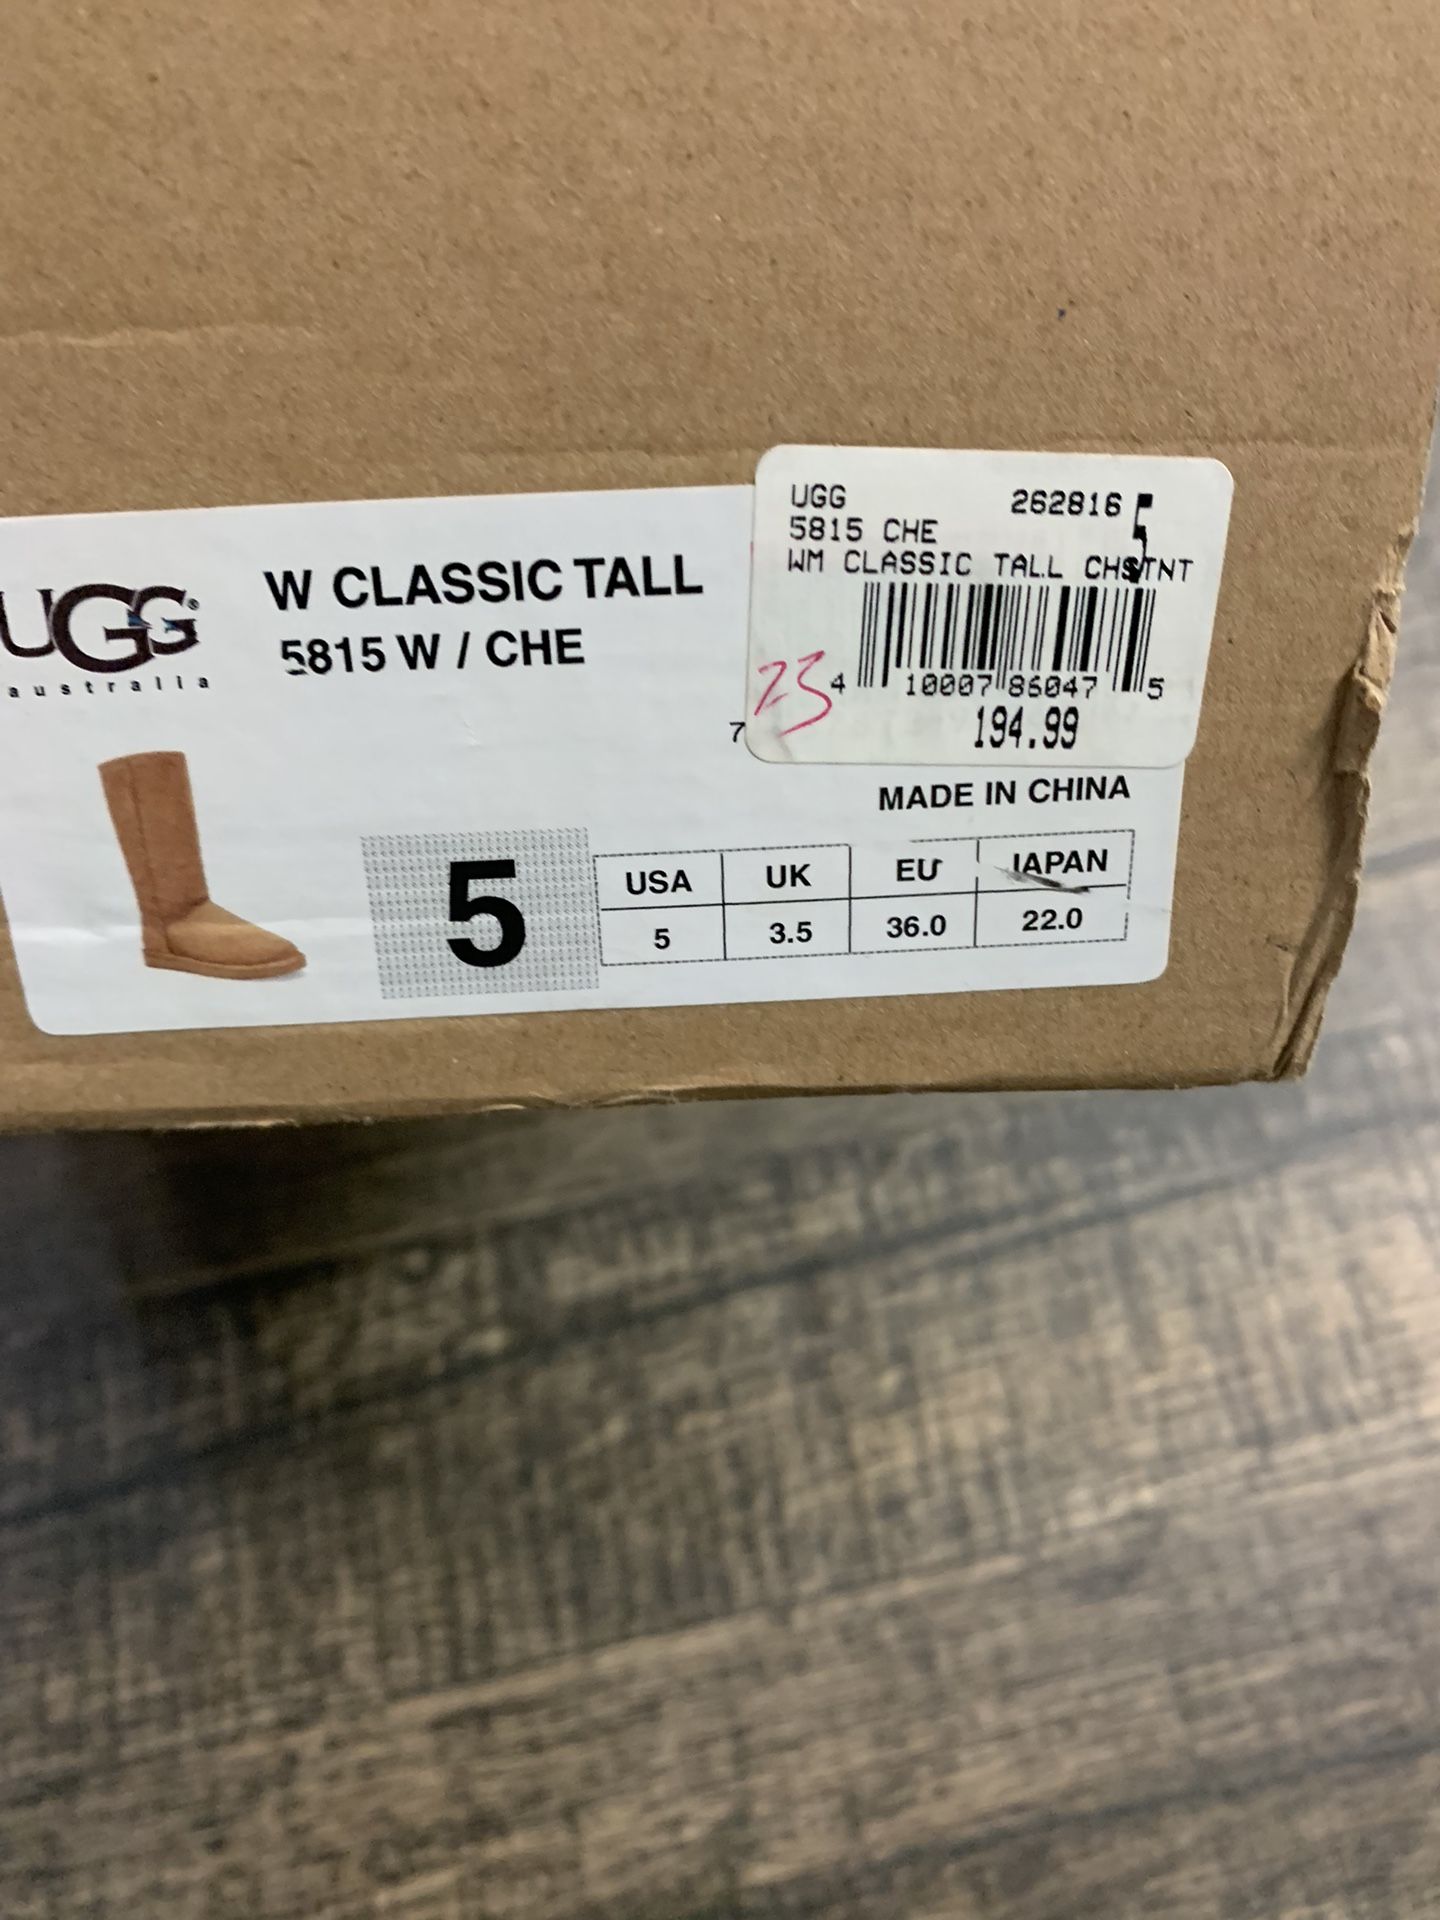 UGG®
australia
W CLASSIC TALL
5815 W / CHE
UGG 262816
5815 CHE
WM CLASSIC TALL CHSTNT
23
4 10007 86047 5
194.99
7
MADE IN CHINA
5
USA UK EU JAPAN
5 3.5 36.0 22.0